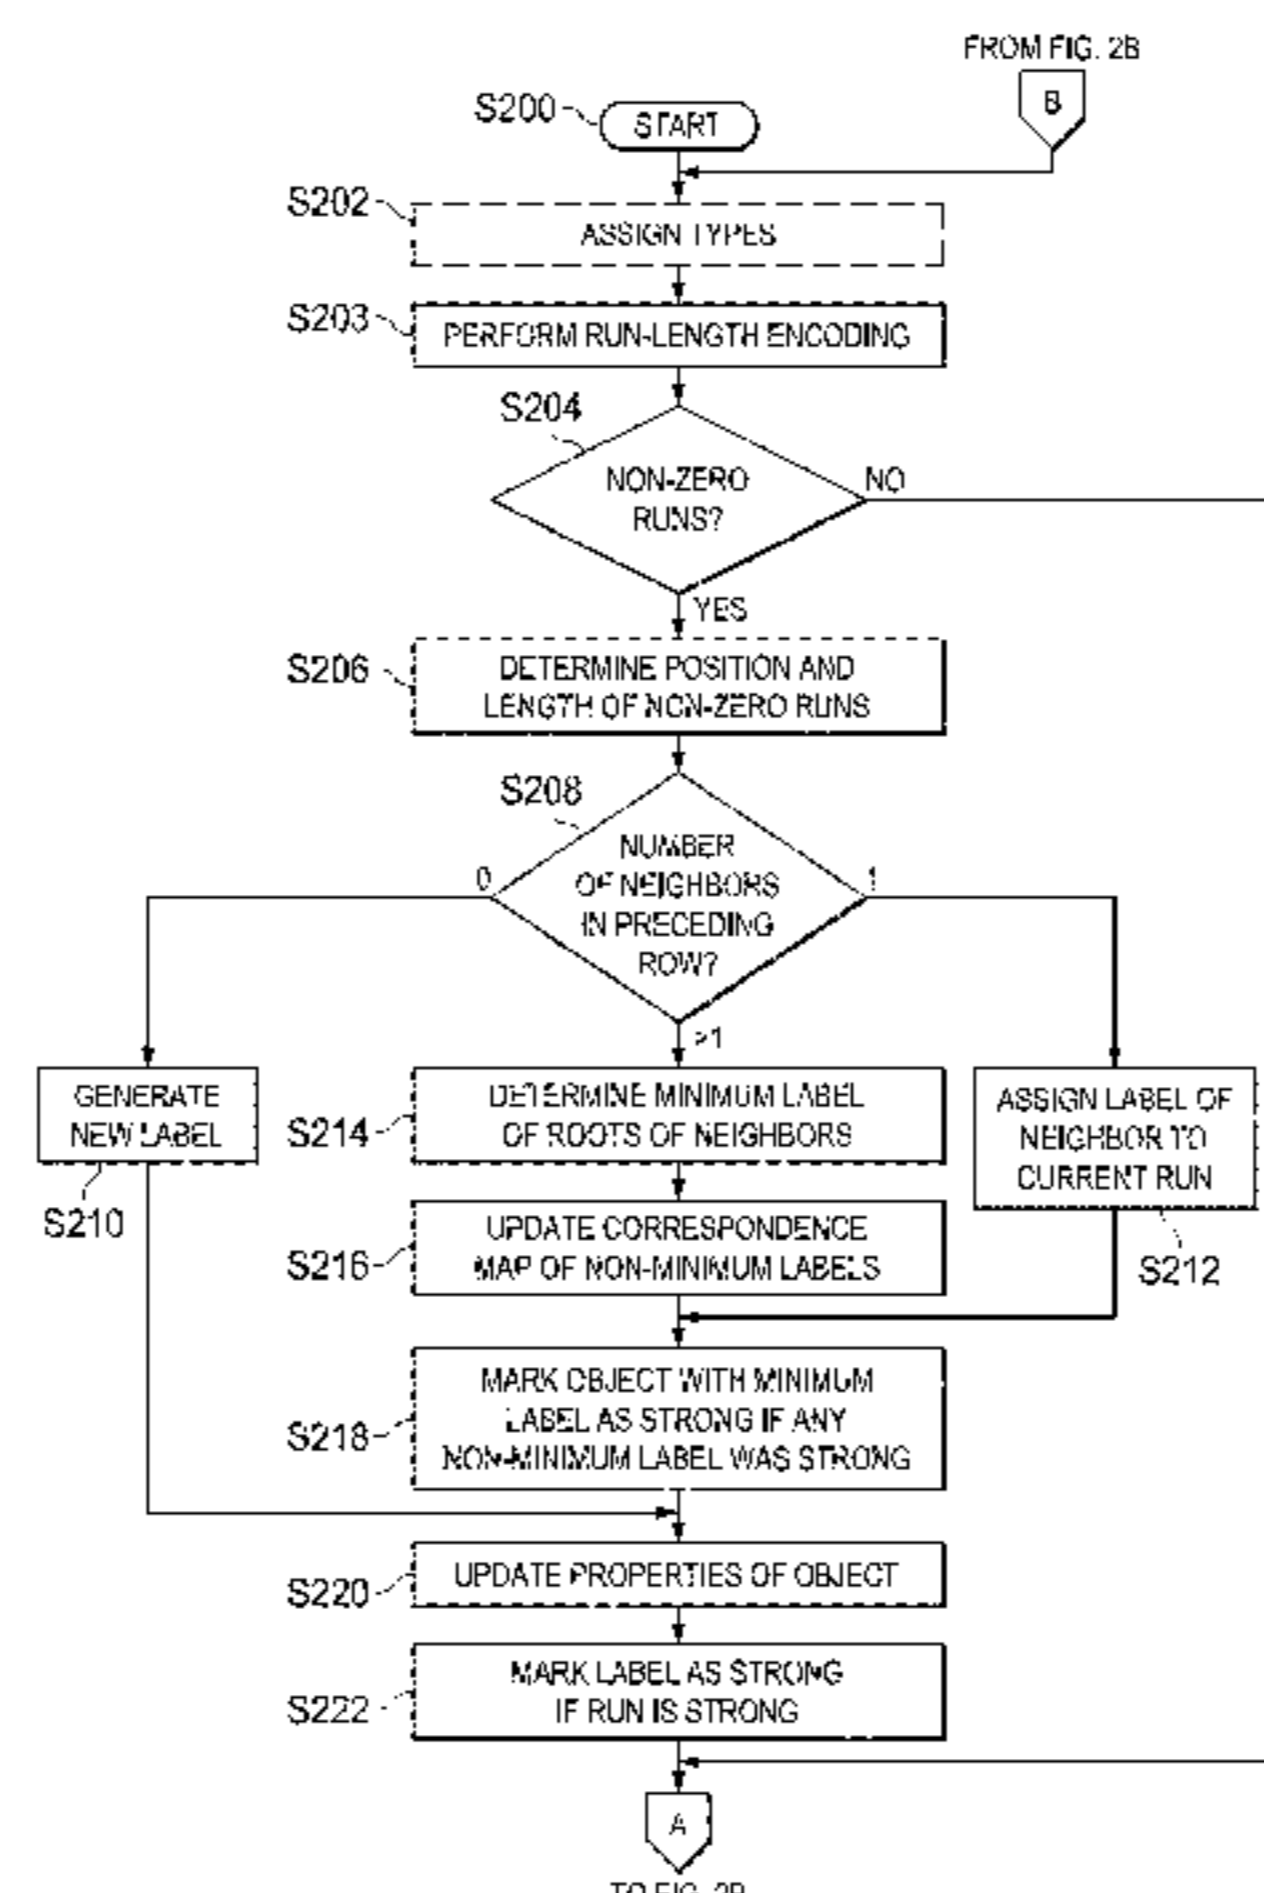 FROM FIG. 2B
B
S200
START
S202
ASSIGN TYPES
S203
PERFORM RUN-LENGTH ENCODING
S204
NON-ZERO
RUNS?
NO
YES
S206
DETERMINE POSITION AND
LENGTH OF NON-ZERO RUNS
S208
NUMBER
OF NEIGHBORS
IN PRECEDING
ROW?
0
1
>1
GENERATE
NEW LABEL
S210
S214
DETERMINE MINIMUM LABEL
OF ROOTS OF NEIGHBORS
ASSIGN LABEL OF
NEIGHBOR TO
CURRENT RUN
S212
S216
UPDATE CORRESPONDENCE
MAP OF NON-MINIMUM LABELS
S218
MARK OBJECT WITH MINIMUM
LABEL AS STRONG IF ANY
NON-MINIMUM LABEL WAS STRONG
S220
UPDATE PROPERTIES OF OBJECT
S222
MARK LABEL AS STRONG
IF RUN IS STRONG
A
TO FIG. 2B